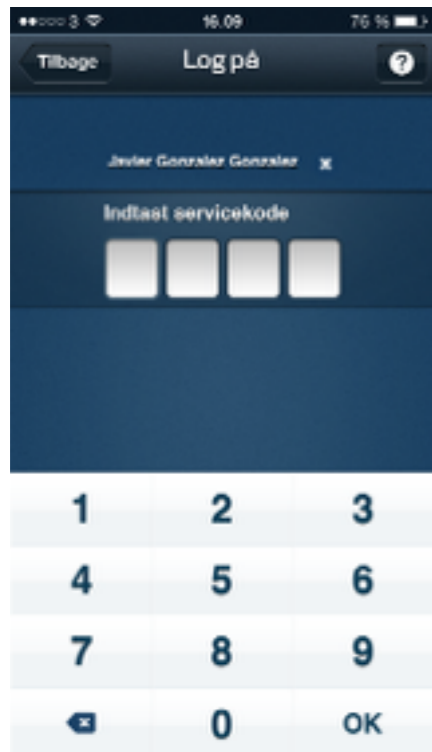 3 16.09 76 %
Tilbage Log på ?
Javier Gonzalez Gonzalez x
Indtast servicekode
1 2 3
4 5 6
7 8 9
0 OK